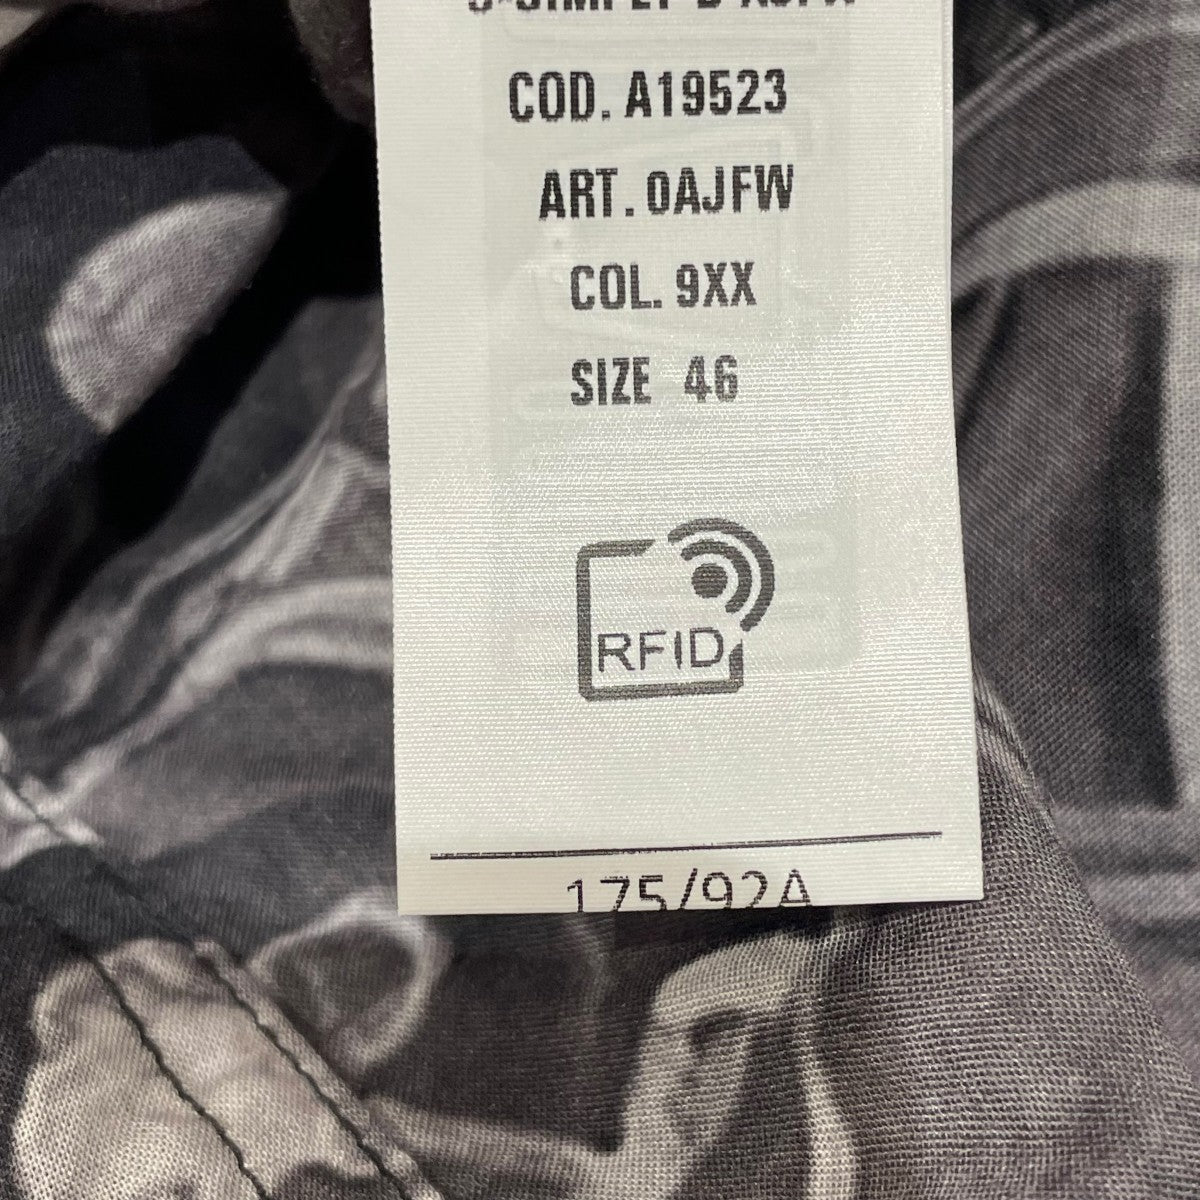 COD. A19523
ART. 0AJFW
COL. 9XX
SIZE 46
RFID
175/92A